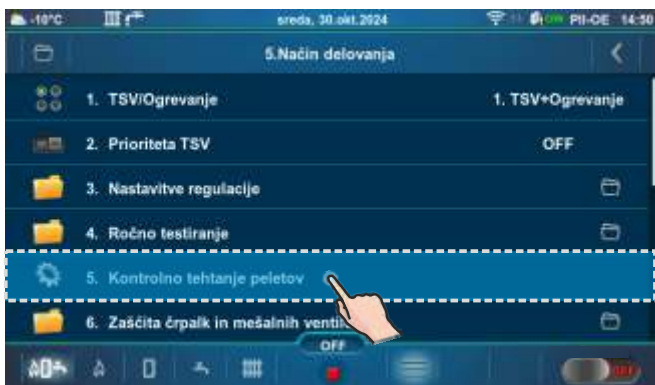 -10°C sreda, 30.okt.2024 PII-OE 14:50
5.Način delovanja
1. TSV/Ogrevanje 1. TSV+Ogrevanje
2. Prioriteta TSV OFF
3. Nastavitve regulacije
4. Ročno testiranje
5. Kontrolno tehtanje peletov
6. Zaščita črpalk in mešalnih
OFF
OFF